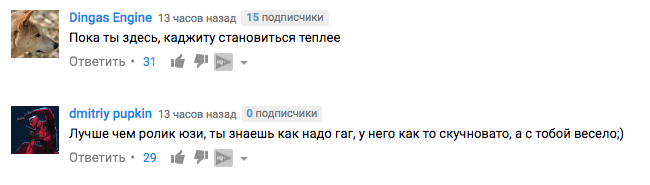 Dingas Engine 13 часов назад 15 подписчики
Пока ты здесь, каджиту становиться теплее
Ответить • 31
dmitriy pupkin 13 часов назад 0 подписчики
Лучше чем ролик юзи, ты знаешь как надо гаг, у него как то скучновато, а с тобой весело;)
Ответить • 29